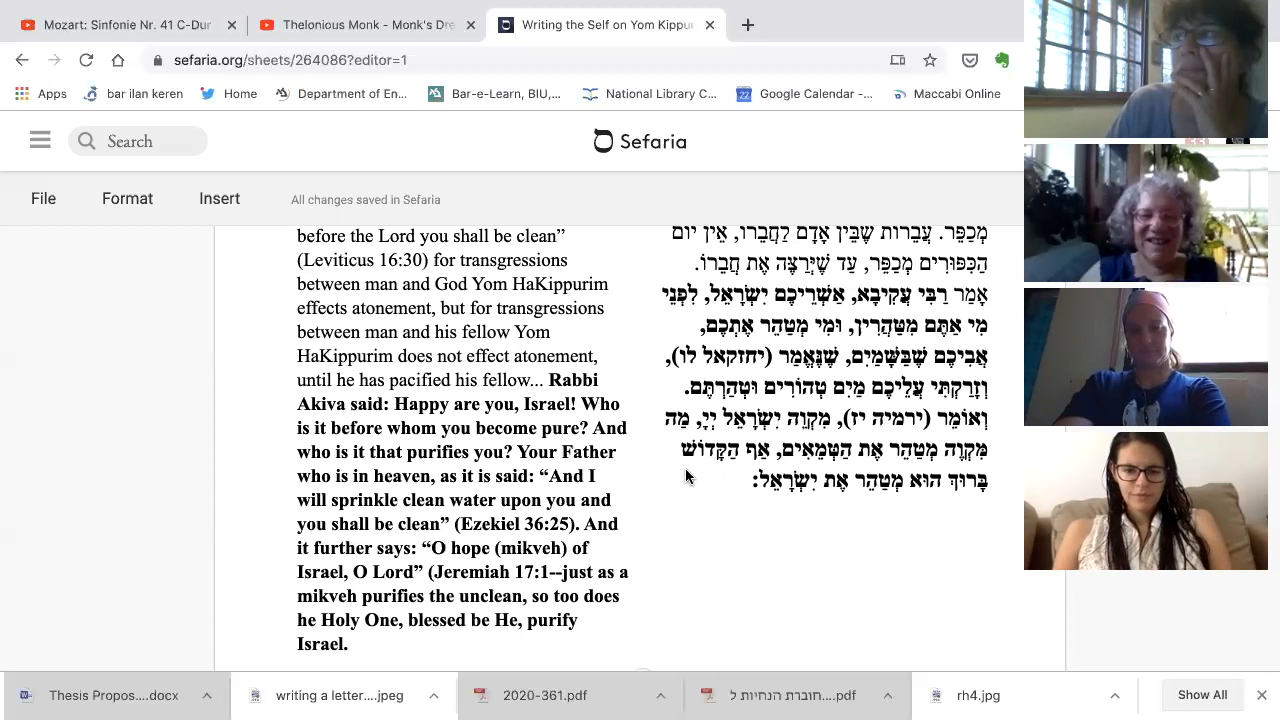 Mozart: Sinfonie Nr. 41 C-Dur
Thelonious Monk - Monk's Dre
Writing the Self on Yom Kippur
sefaria.org/sheets/264086?editor=1
Apps
bar ilan keren
Home
Department of En...
Bar-e-Learn, BIU,...
National Library C...
Google Calendar -...
Maccabi Online
Search
Sefaria
File
Format
Insert
All changes saved in Sefaria
before the Lord you shall be clean”
(Leviticus 16:30) for transgressions
between man and God Yom HaKippurim
effects atonement, but for transgressions
between man and his fellow Yom
HaKippurim does not effect atonement,
until he has pacified his fellow... Rabbi
Akiva said: Happy are you, Israel! Who
is it before whom you become pure? And
who is it that purifies you? Your Father
who is in heaven, as it is said: “And I
will sprinkle clean water upon you and
you shall be clean” (Ezekiel 36:25). And
it further says: “O hope (mikveh) of
Israel, O Lord” (Jeremiah 17:1--just as a
mikveh purifies the unclean, so too does
he Holy One, blessed be He, purify
Israel.
מְכַפֵּר. עֲבֵרוֹת שֶׁבֵּין אָדָם לַחֲבֵרוֹ, אֵין יוֹם
הַכִּפּוּרִים מְכַפֵּר, עַד שֶׁיְּרַצֶּה אֶת חֲבֵרוֹ.
אָמַר רַבִּי עֲקִיבָא, אַשְׁרֵיכֶם יִשְׂרָאֵל, לִפְנֵי
מִי אַתֶּם מִטַּהֲרִין, וּמִי מְטַהֵר אֶתְכֶם,
אֲבִיכֶם שֶׁבַּשָּׁמַיִם, שֶׁנֶּאֱמַר (יחזקאל לו),
וְזָרַקְתִּי עֲלֵיכֶם מַיִם טְהוֹרִים וּטְהַרְתֶּם.
וְאוֹמֵר (ירמיה יז), מִקְוֵה יִשְׂרָאֵל יְיָ, מַה
מִּקְוֶה מְטַהֵר אֶת הַטְּמֵאִים, אַף הַקָּדוֹשׁ
בָּרוּךְ הוּא מְטַהֵר אֶת יִשְׂרָאֵל:
Thesis Propos....docx
writing a letter....jpeg
2020-361.pdf
חוברת הנחיות ל....pdf
rh4.jpg
Show All